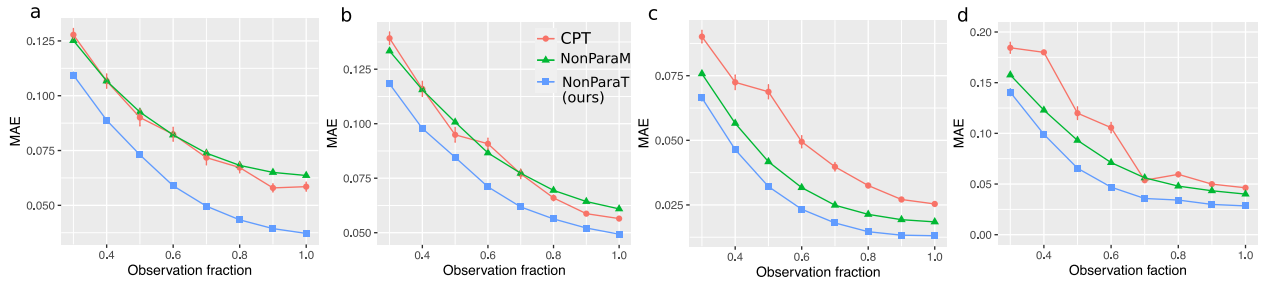 a
0.125
0.100
0.075
0.050
MAE
0.4
0.6
0.8
1.0
Observation fraction
b
CPT
NonParaM
NonParaT
(ours)
0.125
0.100
0.075
0.050
MAE
0.4
0.6
0.8
1.0
Observation fraction
c
0.075
0.050
0.025
MAE
0.4
0.6
0.8
1.0
Observation fraction
d
0.20
0.15
0.10
0.05
0.00
MAE
0.4
0.6
0.8
1.0
Observation faction